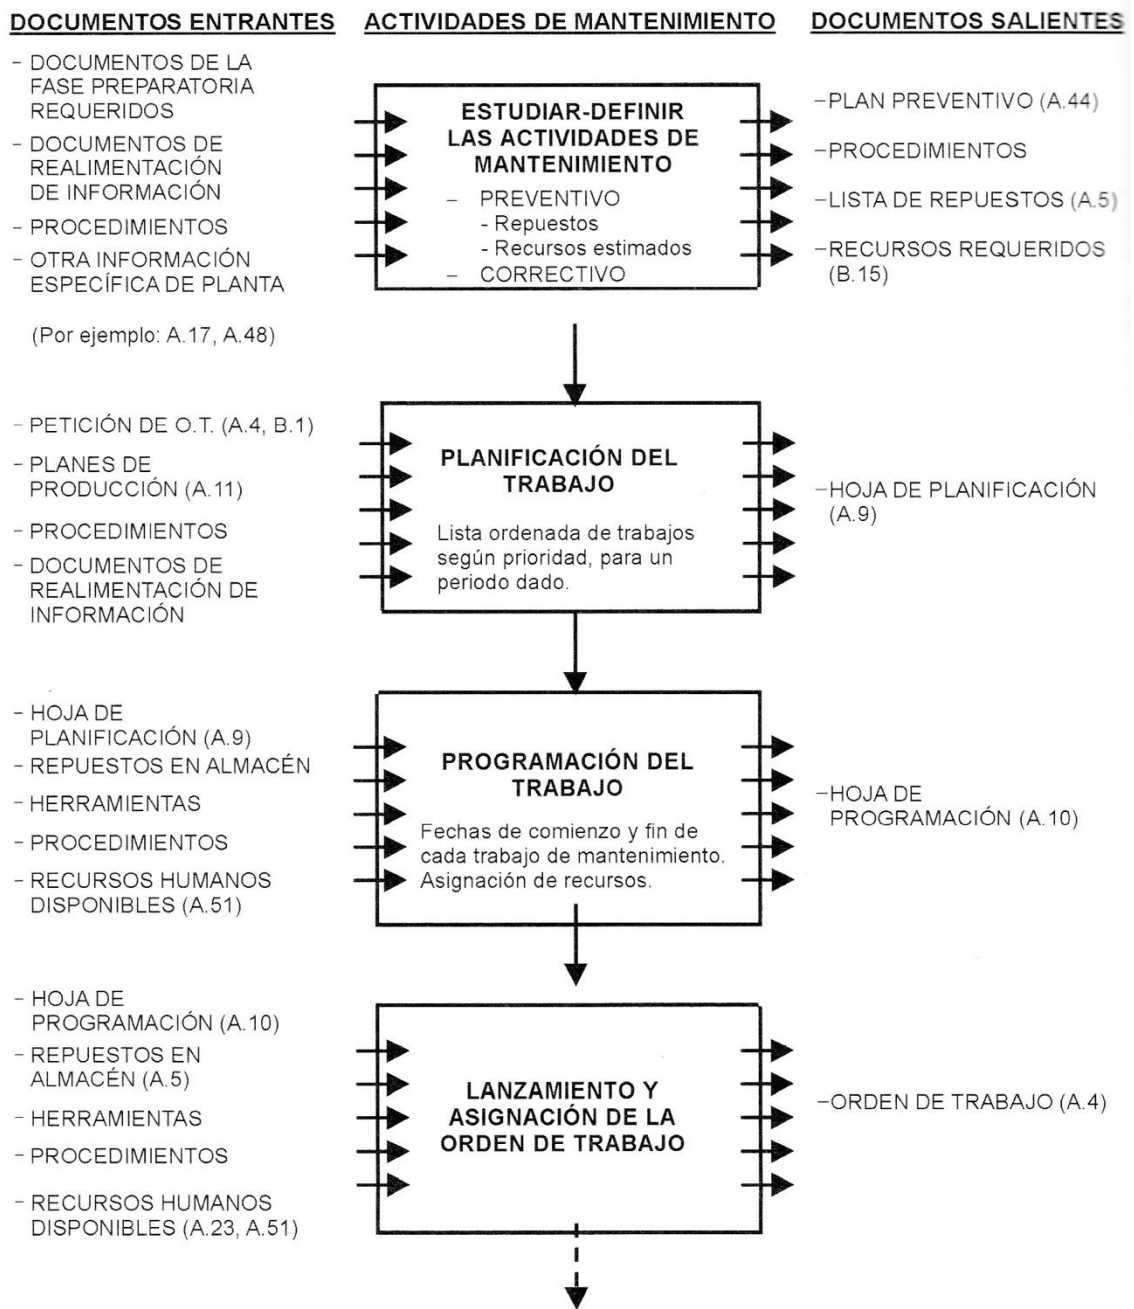 DOCUMENTOS ENTRANTES
ACTIVIDADES DE MANTENIMIENTO
DOCUMENTOS SALIENTES
- DOCUMENTOS DE LA
FASE PREPARATORIA
REQUERIDOS
- DOCUMENTOS DE
REALIMENTACIÓN
DE INFORMACIÓN
- PROCEDIMIENTOS
- OTRA INFORMACIÓN
ESPECÍFICA DE PLANTA
(Por ejemplo: A.17, A.48)
ESTUDIAR-DEFINIR
LAS ACTIVIDADES DE
MANTENIMIENTO
- PREVENTIVO
- Repuestos
- Recursos estimados
- CORRECTIVO
-PLAN PREVENTIVO (A.44)
-PROCEDIMIENTOS
-LISTA DE REPUESTOS (A.5)
-RECURSOS REQUERIDOS
(B.15)
- PETICIÓN DE O.T. (A.4, B.1)
- PLANES DE
PRODUCCIÓN (A.11)
- PROCEDIMIENTOS
- DOCUMENTOS DE
REALIMENTACIÓN DE
INFORMACIÓN
PLANIFICACIÓN DEL
TRABAJO
Lista ordenada de trabajos
según prioridad, para un
periodo dado.
-HOJA DE PLANIFICACIÓN
(A.9)
- HOJA DE
PLANIFICACIÓN (A.9)
- REPUESTOS EN ALMACÉN
- HERRAMIENTAS
- PROCEDIMIENTOS
- RECURSOS HUMANOS
DISPONIBLES (A.51)
PROGRAMACIÓN DEL
TRABAJO
Fechas de comienzo y fin de
cada trabajo de mantenimiento.
Asignación de recursos.
-HOJA DE
PROGRAMACIÓN (A.10)
- HOJA DE
PROGRAMACIÓN (A.10)
- REPUESTOS EN
ALMACÉN (A.5)
- HERRAMIENTAS
- PROCEDIMIENTOS
- RECURSOS HUMANOS
DISPONIBLES (A.23, A.51)
LANZAMIENTO Y
ASIGNACIÓN DE LA
ORDEN DE TRABAJO
-ORDEN DE TRABAJO (A.4)